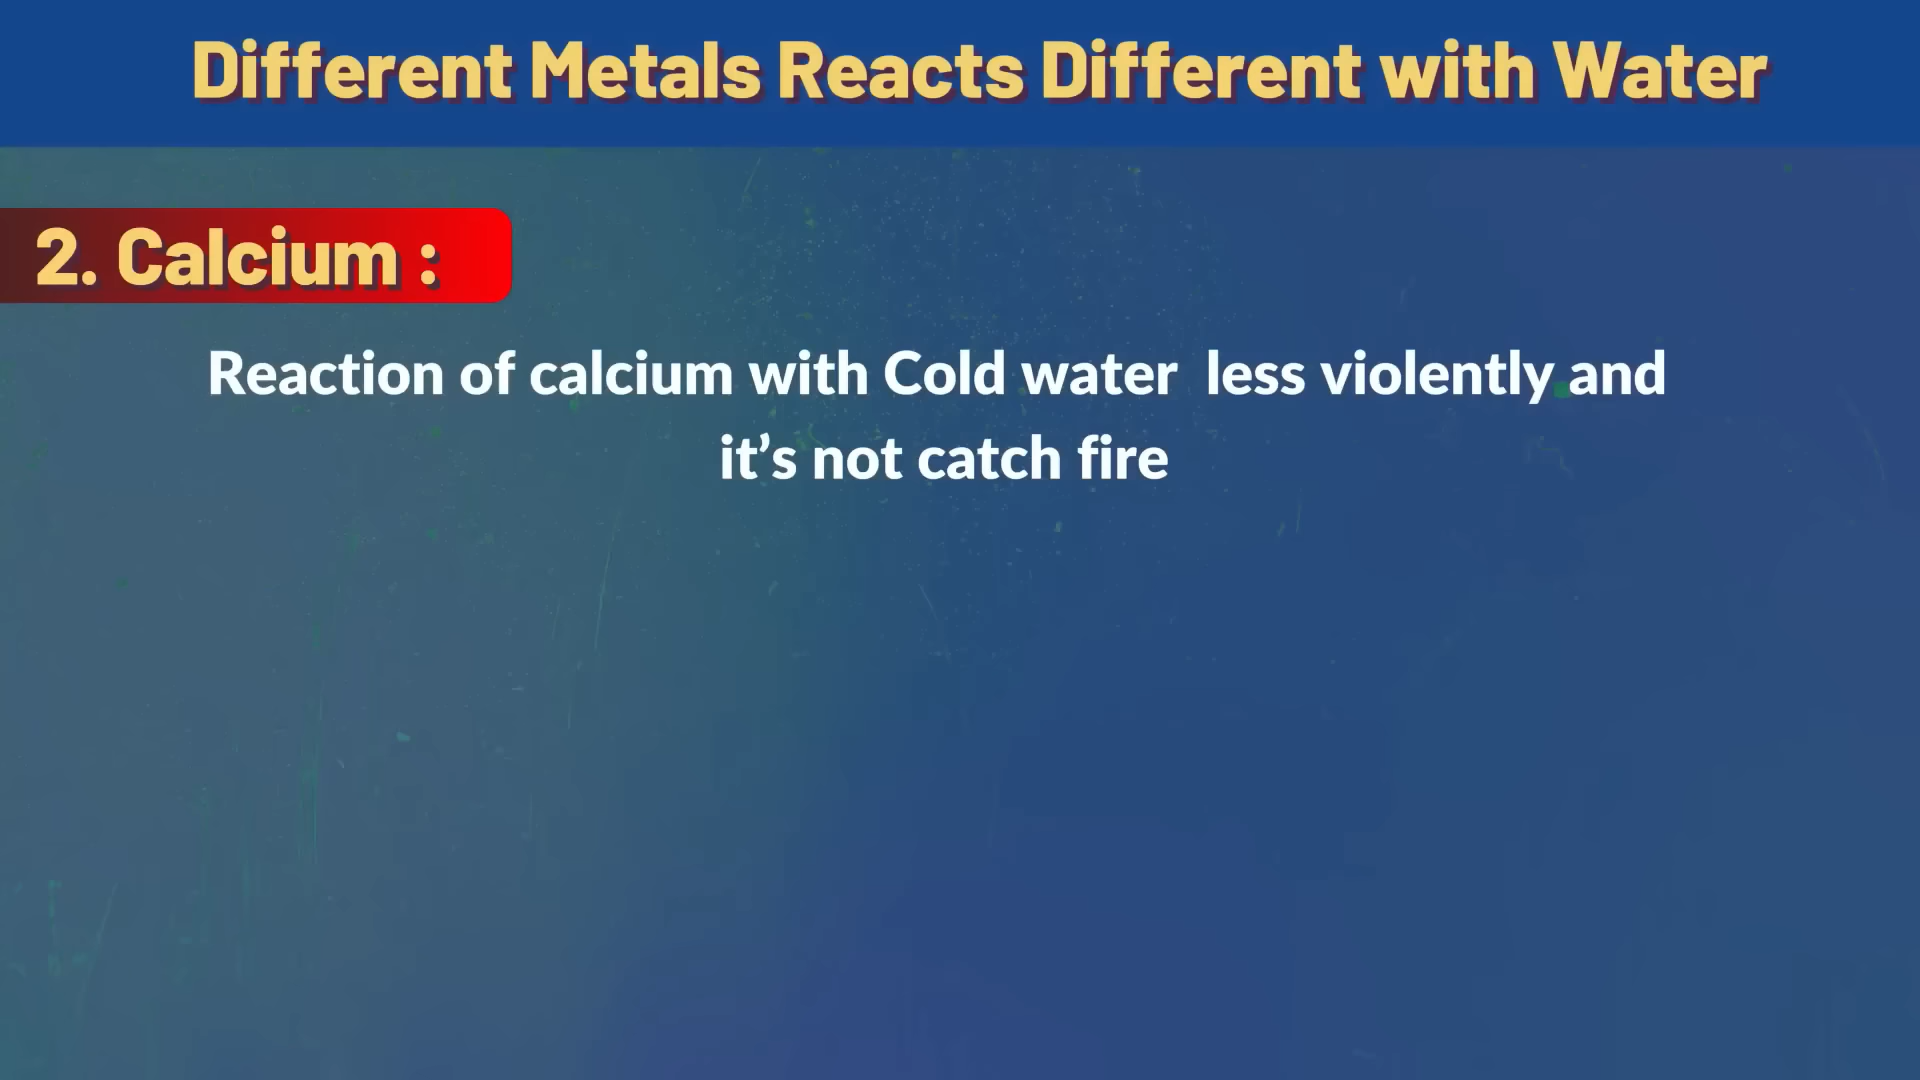 Different Metals Reacts Different with Water
2. Calcium :
Reaction of calcium with Cold water  less violently and
it’s not catch fire